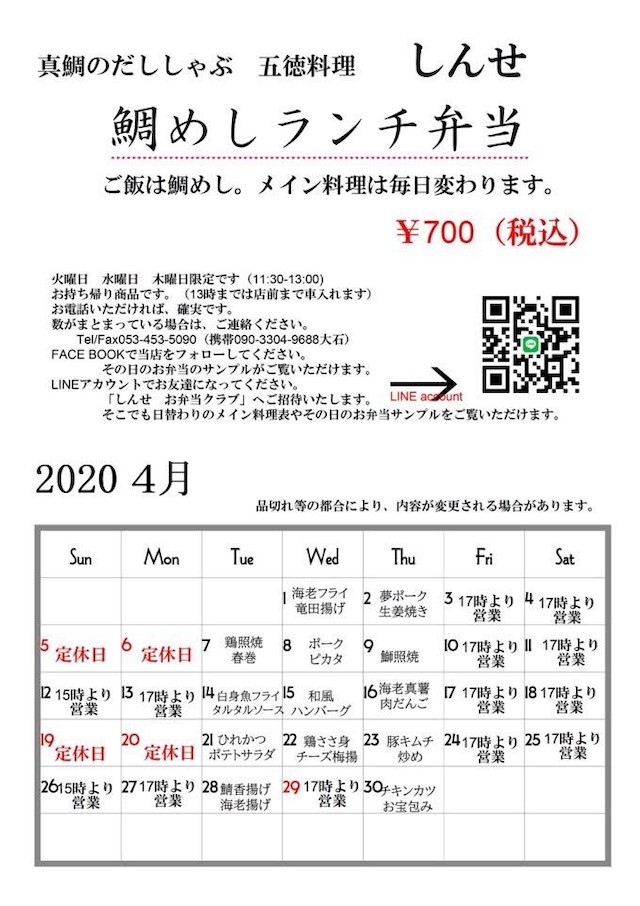 真鯛のだししゃぶ　五徳料理　しんせ
鯛めしランチ弁当
ご飯は鯛めし。メイン料理は毎日変わります。
￥700（税込）
火曜日　水曜日　木曜日限定です（11:30-13:00）
お持ち帰り商品です。（13時までは店前まで車入れます）
お電話いただければ、確実です。
数がまとまっている場合は、ご連絡ください。
Tel/Fax053-453-5090（携帯090-3304-9688大石）
FACE BOOKで当店をフォローしてください。
その日のお弁当のサンプルがご覧いただけます。
LINEアカウントでお友達になってください。
「しんせ　お弁当クラブ」へご招待いたします。
LINE account
そこでも日替わりのメイン料理表やその日のお弁当サンプルをご覧いただけます。
2020 4月
品切れ等の都合により、内容が変更される場合があります。
Sun Mon Tue Wed Thu Fri Sat
1 海老フライ
竜田揚げ
2 夢ポーク
生姜焼き
3 17時より
営業
4 17時より
営業
5 定休日
6 定休日
7 鶏照焼
春巻
8 ポーク
ピカタ
9 鰤照焼
10 17時より
営業
11 17時より
営業
12 15時より
営業
13 17時より
営業
14 白身魚フライ
タルタルソース
15 和風
ハンバーグ
16 海老真薯
肉だんご
17 17時より
営業
18 17時より
営業
19 定休日
20 定休日
21 ひれかつ
ポテトサラダ
22 鶏ささ身
チーズ梅揚
23 豚キムチ
炒め
24 17時より
営業
25 17時より
営業
26 15時より
営業
27 17時より
営業
28 鯖香揚げ
海老揚げ
29 17時より
営業
30 チキンカツ
お宝包み